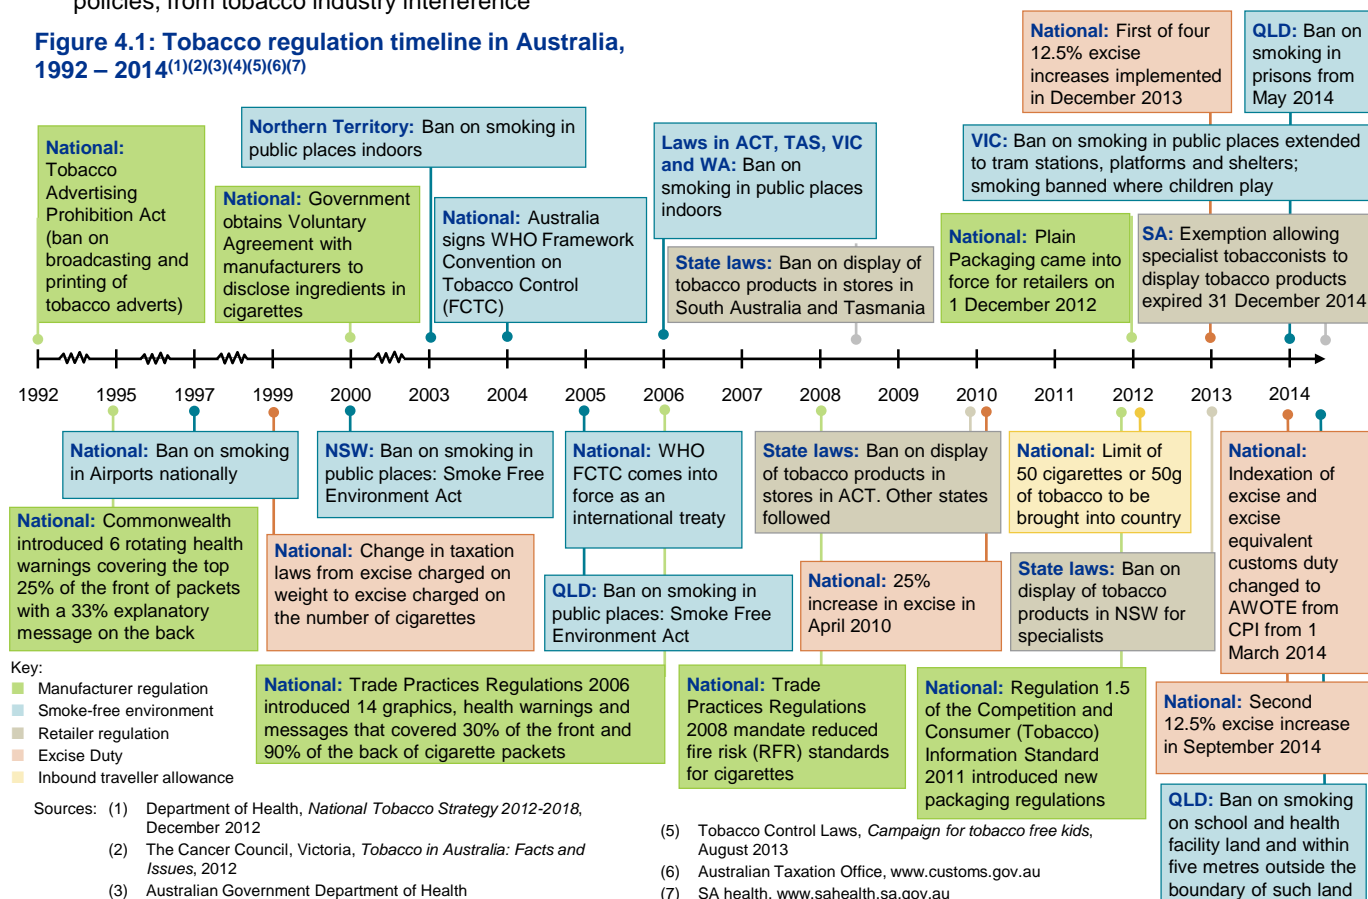 policies, from tobacco industry interference
Figure 4.1: Tobacco regulation timeline in Australia,
1992 – 2014(1)(2)(3)(4)(5)(6)(7)
National: First of four
12.5% excise
increases implemented
in December 2013
QLD: Ban on
smoking in
prisons from
May 2014
National:
Tobacco
Advertising
Prohibition Act
(ban on
broadcasting and
printing of
tobacco adverts)
Northern Territory: Ban on smoking in
public places indoors
National: Government
obtains Voluntary
Agreement with
manufacturers to
disclose ingredients in
cigarettes
National: Australia
signs WHO Framework
Convention on
Tobacco Control
(FCTC)
Laws in ACT, TAS, VIC
and WA: Ban on
smoking in public places
indoors
State laws: Ban on display of
tobacco products in stores in
South Australia and Tasmania
VIC: Ban on smoking in public places extended
to tram stations, platforms and shelters;
smoking banned where children play
National: Plain
Packaging came into
force for retailers on
1 December 2012
SA: Exemption allowing
specialist tobacconists to
display tobacco products
expired 31 December 2014
1992 1995 1997 1999 2000 2003 2004 2005 2006 2007 2008 2009 2010 2011 2012 2013 2014
National: Ban on smoking
in Airports nationally
National: Commonwealth
introduced 6 rotating health
warnings covering the top
25% of the front of packets
with a 33% explanatory
message on the back
NSW: Ban on smoking in
public places: Smoke Free
Environment Act
National: Change in taxation
laws from excise charged on
weight to excise charged on
the number of cigarettes
National: WHO
FCTC comes into
force as an
international treaty
QLD: Ban on smoking in
public places: Smoke Free
Environment Act
State laws: Ban on display
of tobacco products in
stores in ACT. Other states
followed
National: 25%
increase in excise in
April 2010
National: Limit of
50 cigarettes or 50g
of tobacco to be
brought into country
State laws: Ban on
display of tobacco
products in NSW for
specialists
National:
Indexation of
excise and
excise
equivalent
customs duty
changed to
AWOTE from
CPI from 1
March 2014
National: Trade Practices Regulations 2006
introduced 14 graphics, health warnings and
messages that covered 30% of the front and
90% of the back of cigarette packets
National: Trade
Practices Regulations
2008 mandate reduced
fire risk (RFR) standards
for cigarettes
National: Regulation 1.5
of the Competition and
Consumer (Tobacco)
Information Standard
2011 introduced new
packaging regulations
National: Second
12.5% excise increase
in September 2014
QLD: Ban on smoking
on school and health
facility land and within
five metres outside the
boundary of such land
Key:
Manufacturer regulation
Smoke-free environment
Retailer regulation
Excise Duty
Inbound traveller allowance
Sources: (1) Department of Health, National Tobacco Strategy 2012-2018,
December 2012
(2) The Cancer Council, Victoria, Tobacco in Australia: Facts and
Issues, 2012
(3) Australian Government Department of Health
(5) Tobacco Control Laws, Campaign for tobacco free kids,
August 2013
(6) Australian Taxation Office, www.customs.gov.au
(7) SA health, www.sahealth.sa.gov.au